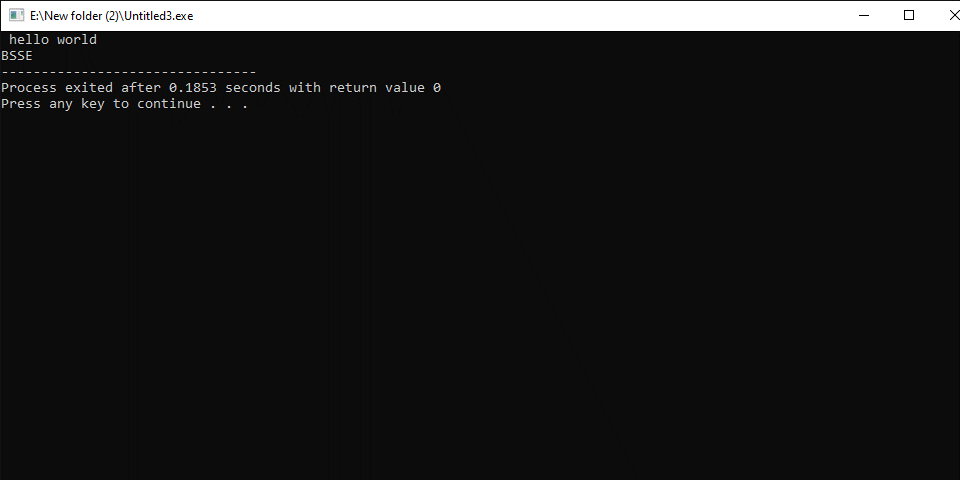 E:\New folder (2)\Untitled3.exe
 hello world
BSSE
--------------------------------
Process exited after 0.1853 seconds with return value 0
Press any key to continue . . .